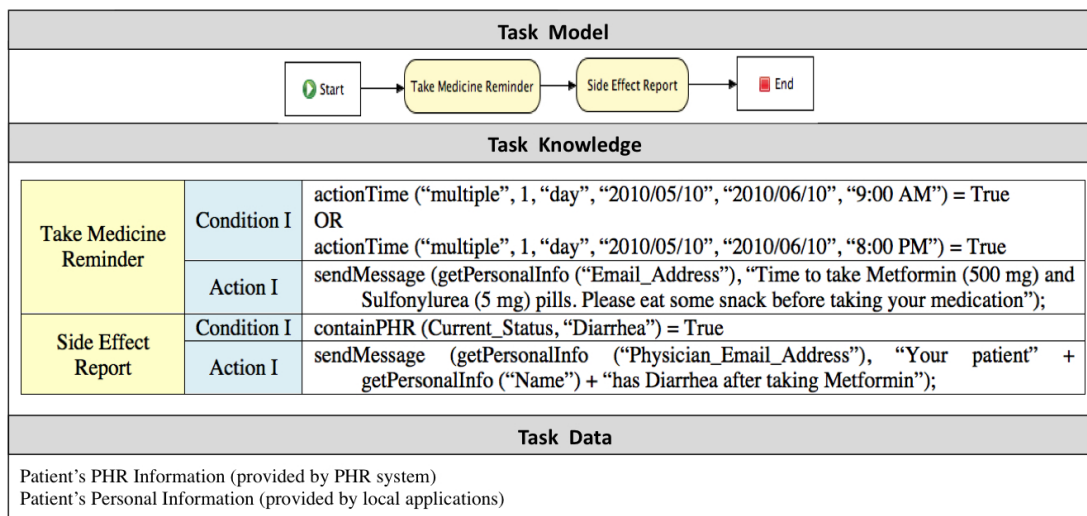 Task Model
Start
Take Medicine Reminder
Side Effect Report
End
Task Knowledge
Take Medicine
Reminder
Condition I
actionTime (“multiple”, 1, “day”, “2010/05/10”, “2010/06/10”, “9:00 AM”) = True
OR
actionTime (“multiple”, 1, “day”, “2010/05/10”, “2010/06/10”, “8:00 PM”) = True
Action I
sendMessage (getPersonalInfo (“Email_Address”), “Time to take Metformin (500 mg) and
Sulfonylurea (5 mg) pills. Please eat some snack before taking your medication”);
Side Effect
Report
Condition I
containPHR (Current_Status, “Diarrhea”) = True
Action I
sendMessage (getPersonalInfo (“Physician_Email_Address”), “Your patient” +
getPersonalInfo (“Name”) + “has Diarrhea after taking Metformin”);
Task Data
Patient’s PHR Information (provided by PHR system)
Patient’s Personal Information (provided by local applications)